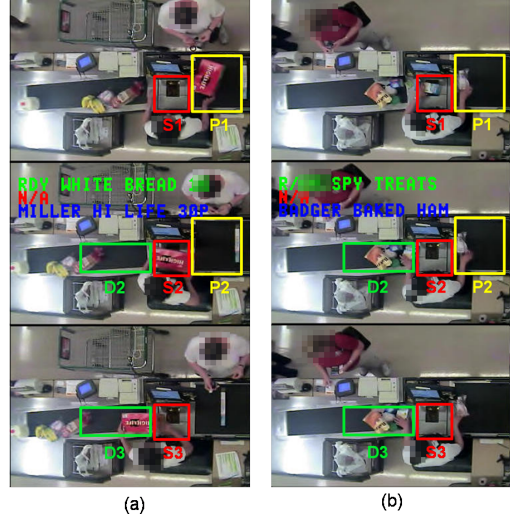 S1
P1
S1
P1
RDY WHITE BREAD
N/A
MILLER HI LIFE 30P
D2
S2
P2
SPY TREATS
N/A
BADGER BAKED HAM
D2
S2
P2
D3
S3
D3
S3
(a)
(b)